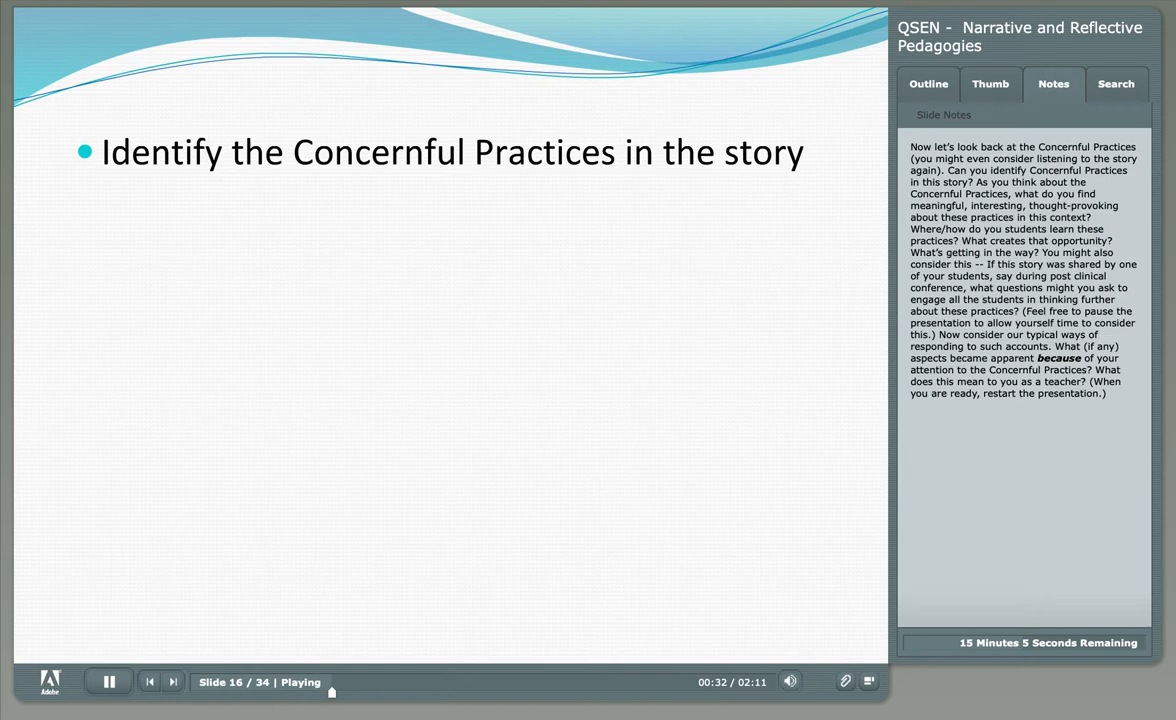 QSEN -  Narrative and Reflective
Pedagogies
Outline
Thumb
Notes
Search
Slide Notes
• Identify the Concernful Practices in the story
Now let's look back at the Concernful Practices
(you might even consider listening to the story
again). Can you identify Concernful Practices
in this story? As you think about the
Concernful Practices, what do you find
meaningful, interesting, thought-provoking
about these practices in this context?
Where/how do you students learn these
practices? What creates that opportunity?
What's getting in the way? You might also
consider this -- If this story was shared by one
of your students, say during post clinical
conference, what questions might you ask to
engage all the students in thinking further
about these practices? (Feel free to pause the
presentation to allow yourself time to consider
this.) Now consider our typical ways of
responding to such accounts. What (if any)
aspects became apparent because of your
attention to the Concernful Practices? What
does this mean to you as a teacher? (When
you are ready, restart the presentation.)
15 Minutes 5 Seconds Remaining
Adobe
Slide 16 / 34 | Playing
00:32 / 02:11